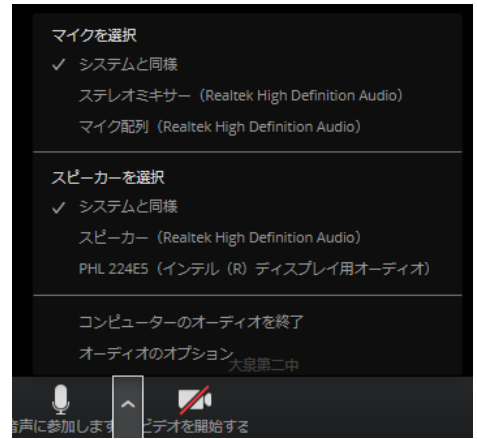 マイクを選択
✓ システムと同様
ステレオミキサー（Realtek High Definition Audio）
マイク配列（Realtek High Definition Audio）
スピーカーを選択
✓ システムと同様
スピーカー（Realtek High Definition Audio）
PHL 224E5（インテル（R）ディスプレイ用オーディオ）
コンピューターのオーディオを終了
オーディオのオプション
大泉第二中
音声に参加します
ビデオを開始する